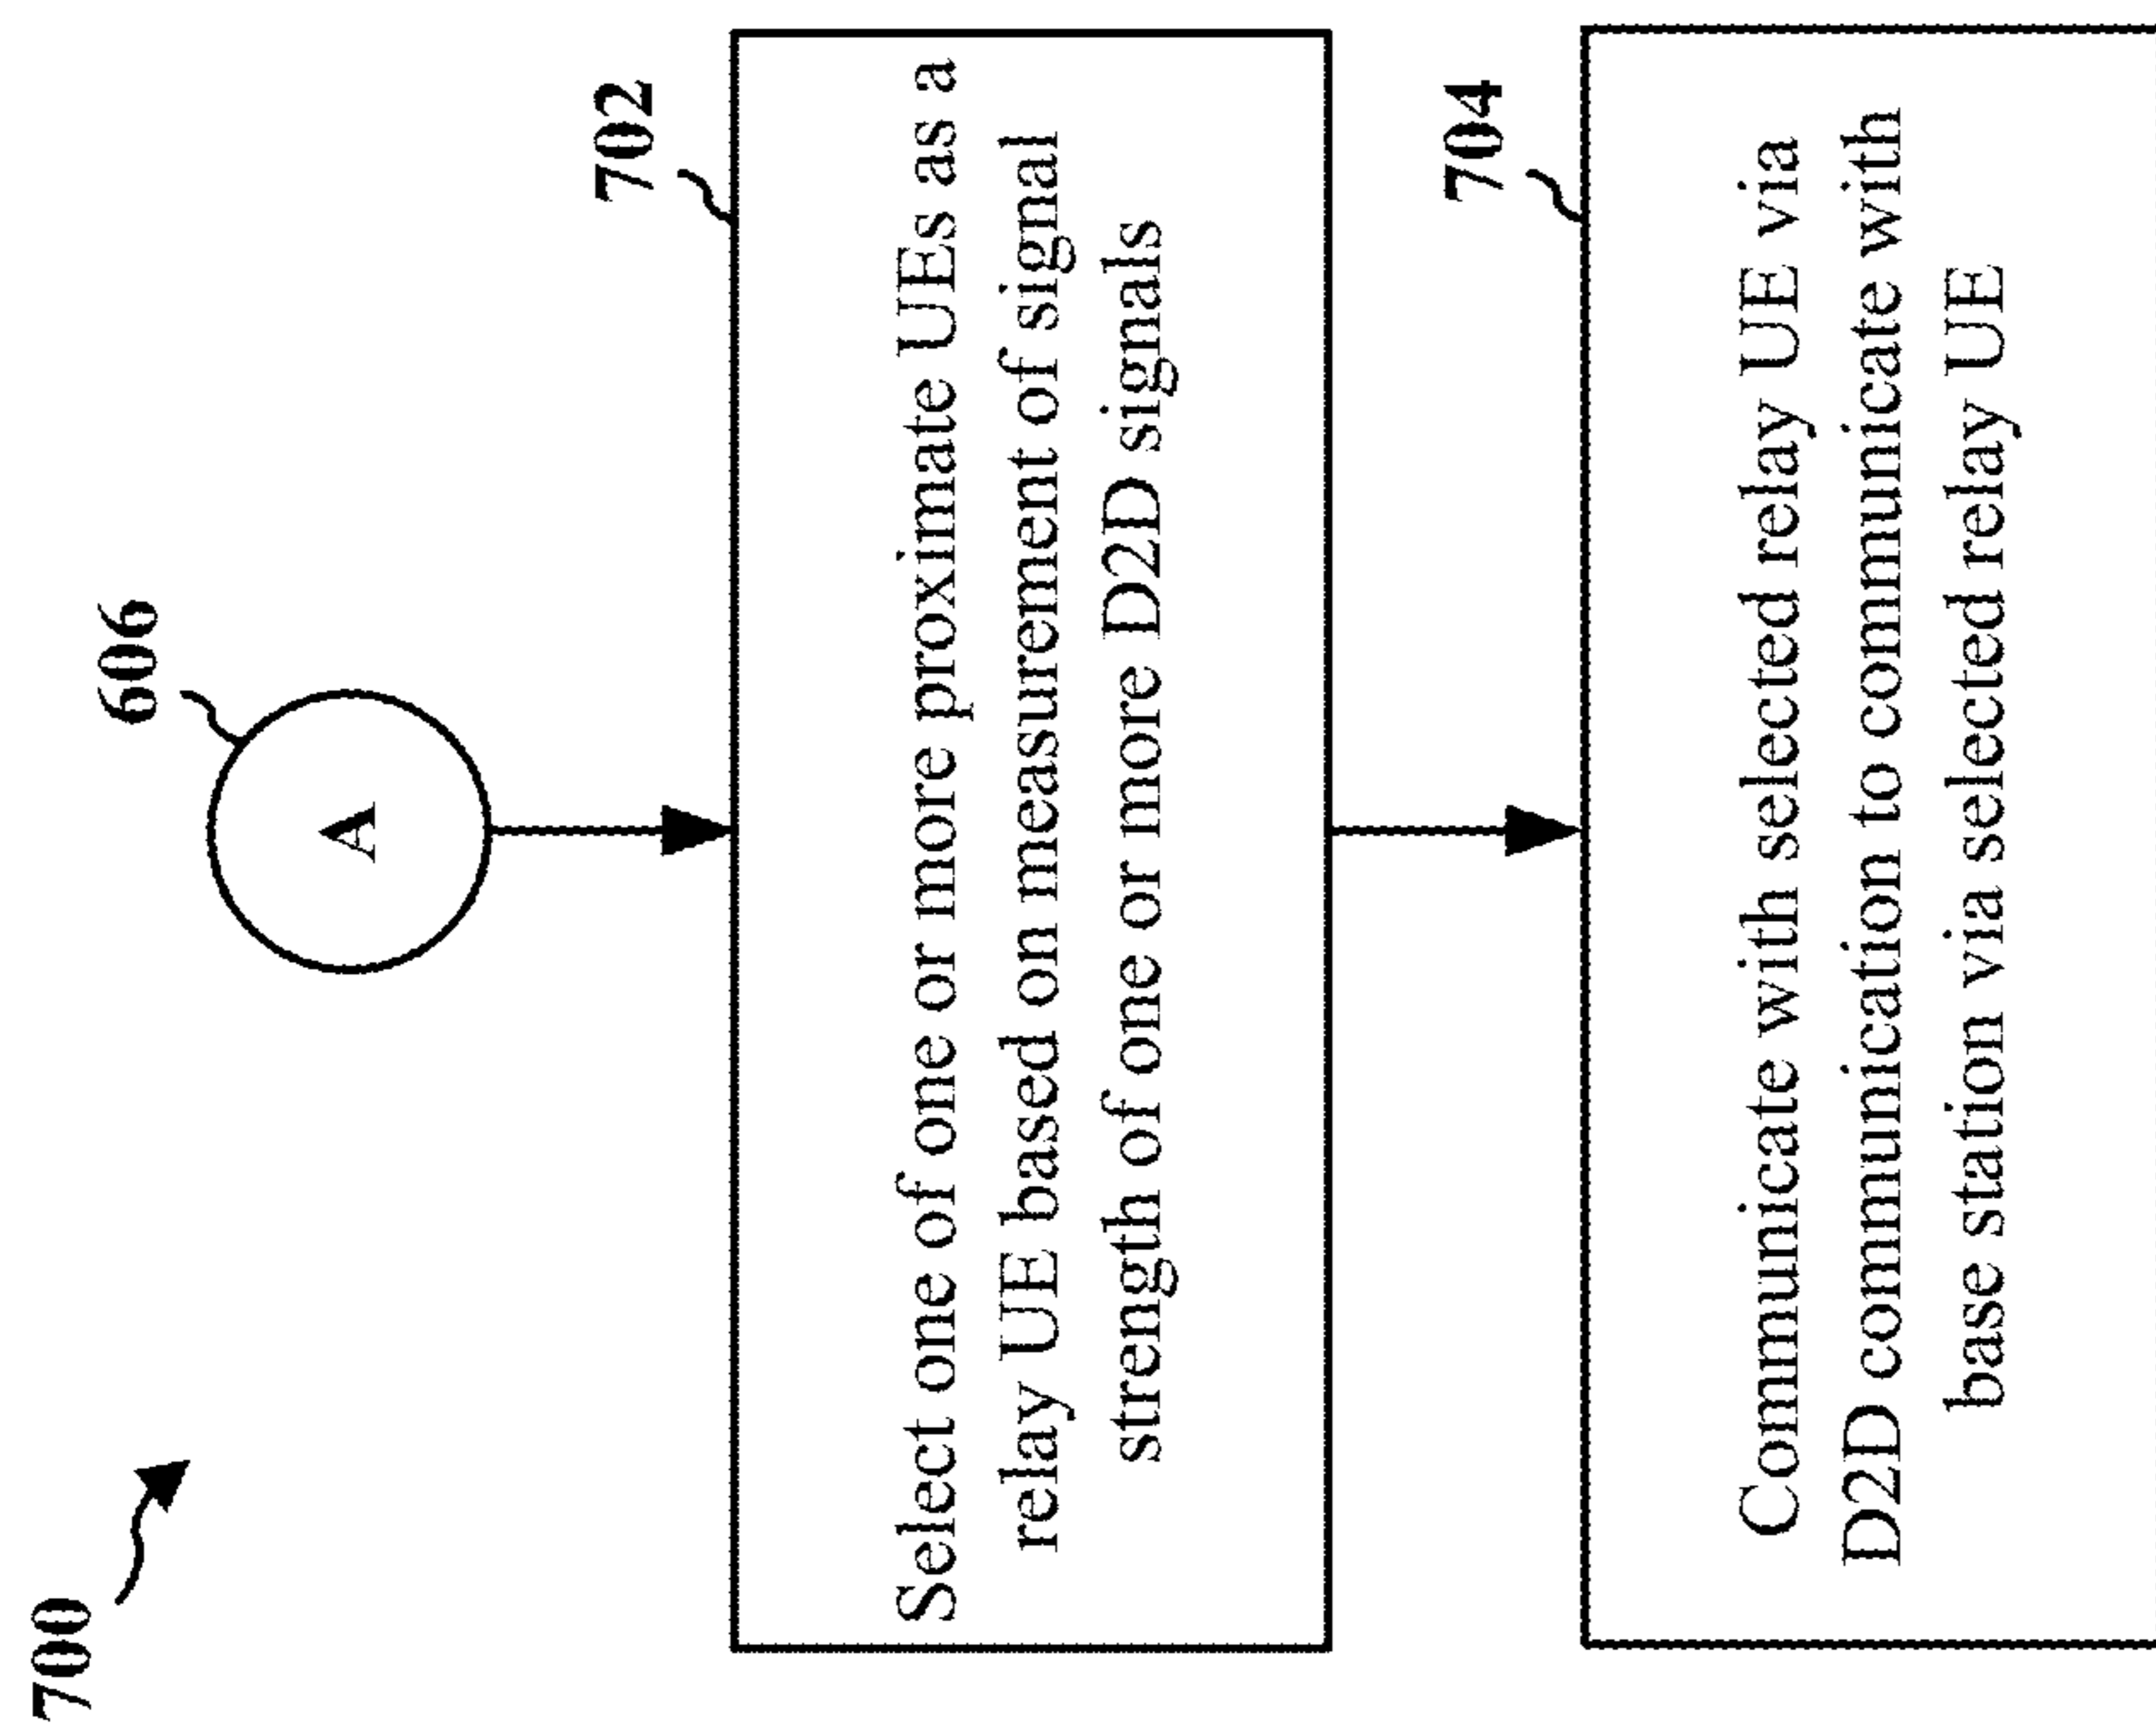 700
606
A
702
Select one of one or more proximate UEs as a
relay UE based on measurement of signal
strength of one or more D2D signals
704
Communicate with selected relay UE via
D2D communication to communicate with
base station via selected relay UE